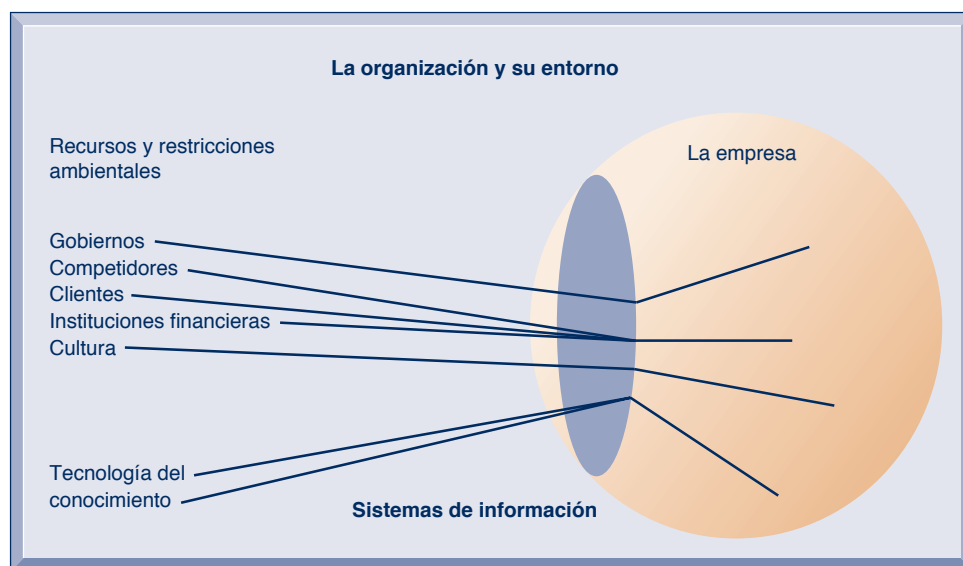 La organización y su entorno
Recursos y restricciones
ambientales
La empresa
Gobiernos
Competidores
Clientes
Instituciones financieras
Cultura
Tecnología del
conocimiento
Sistemas de información